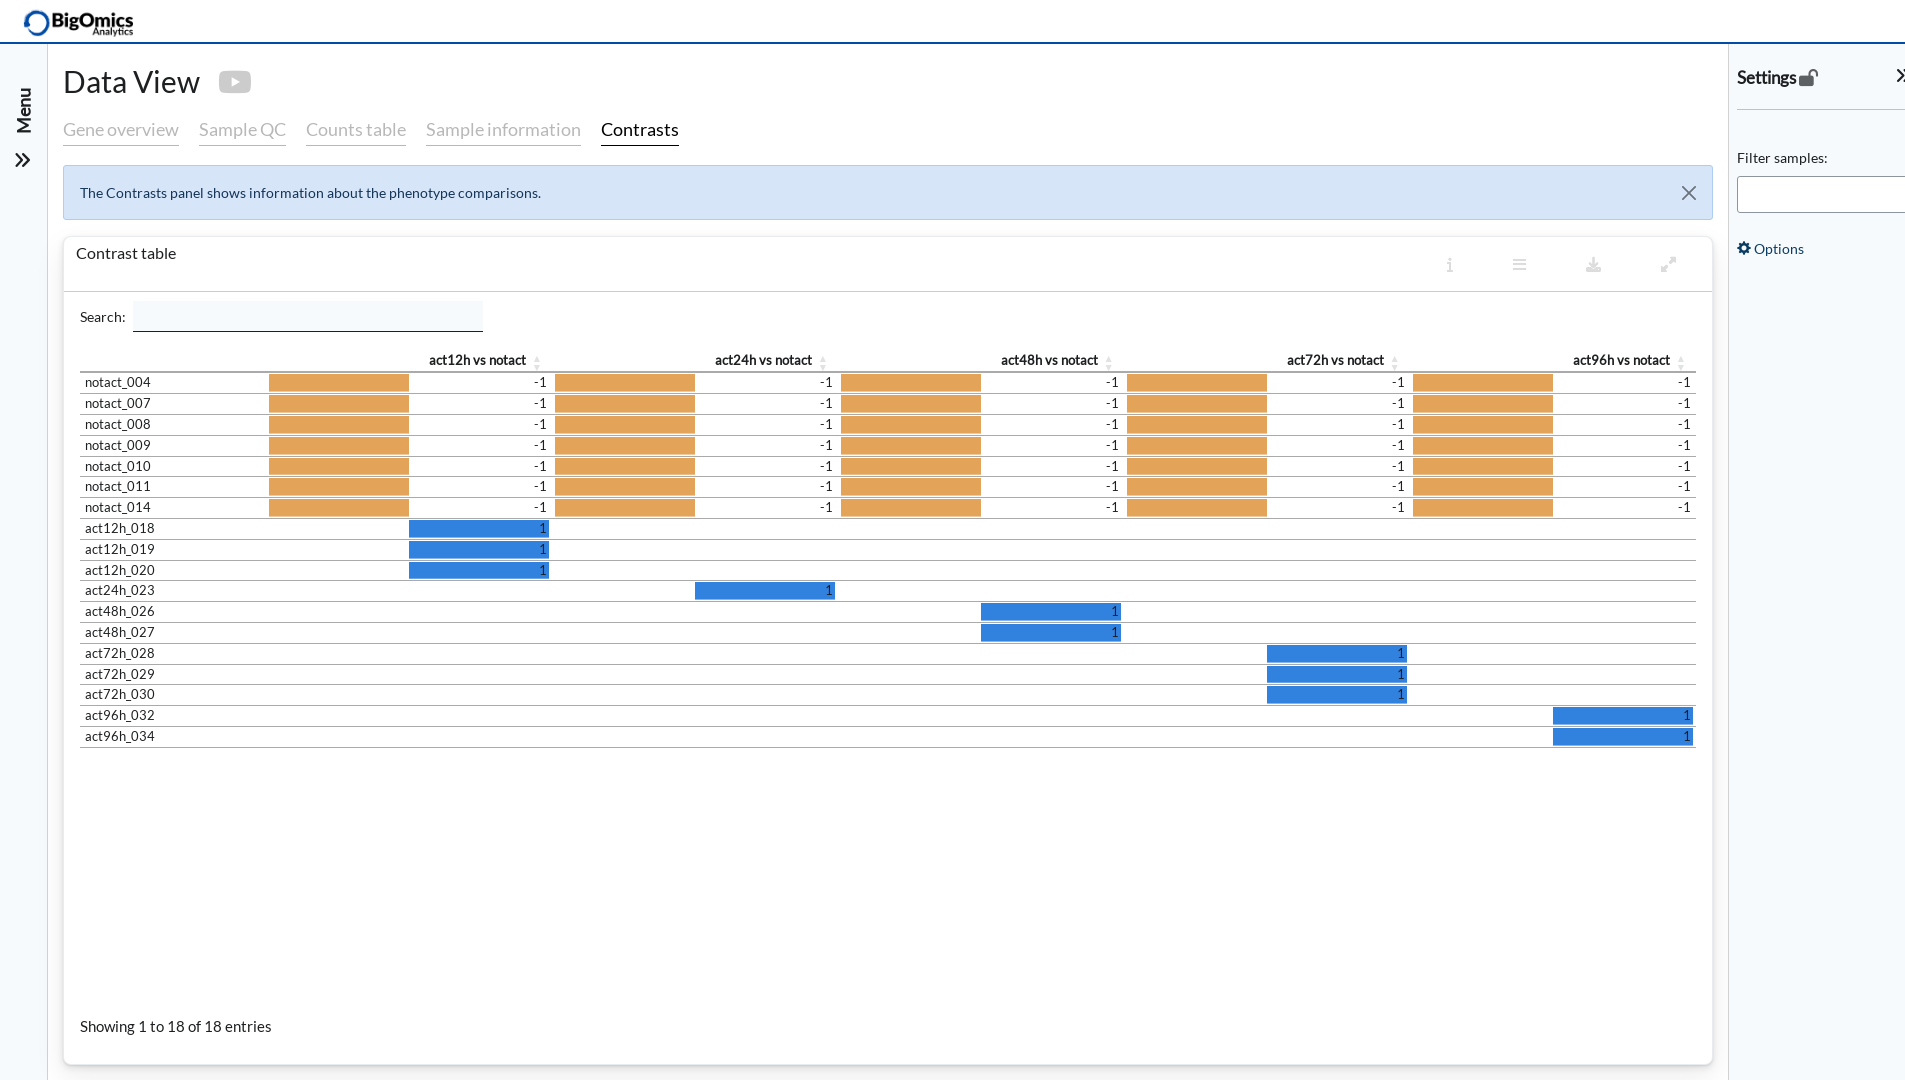 BigOmics
Analytics
Menu
Data View
Gene overview Sample QC Counts table Sample information Contrasts
The Contrasts panel shows information about the phenotype comparisons.
Contrast table
Search:
act12h vs notact act24h vs notact act48h vs notact act72h vs notact act96h vs notact
notact_004 -1 -1 -1 -1 -1
notact_007 -1 -1 -1 -1 -1
notact_008 -1 -1 -1 -1 -1
notact_009 -1 -1 -1 -1 -1
notact_010 -1 -1 -1 -1 -1
notact_011 -1 -1 -1 -1 -1
notact_014 -1 -1 -1 -1 -1
act12h_018 1
act12h_019 1
act12h_020 1
act24h_023 1
act48h_026 1
act48h_027 1
act72h_028 1
act72h_029 1
act72h_030 1
act96h_032 1
act96h_034 1
Showing 1 to 18 of 18 entries
Settings
Filter samples:
Options